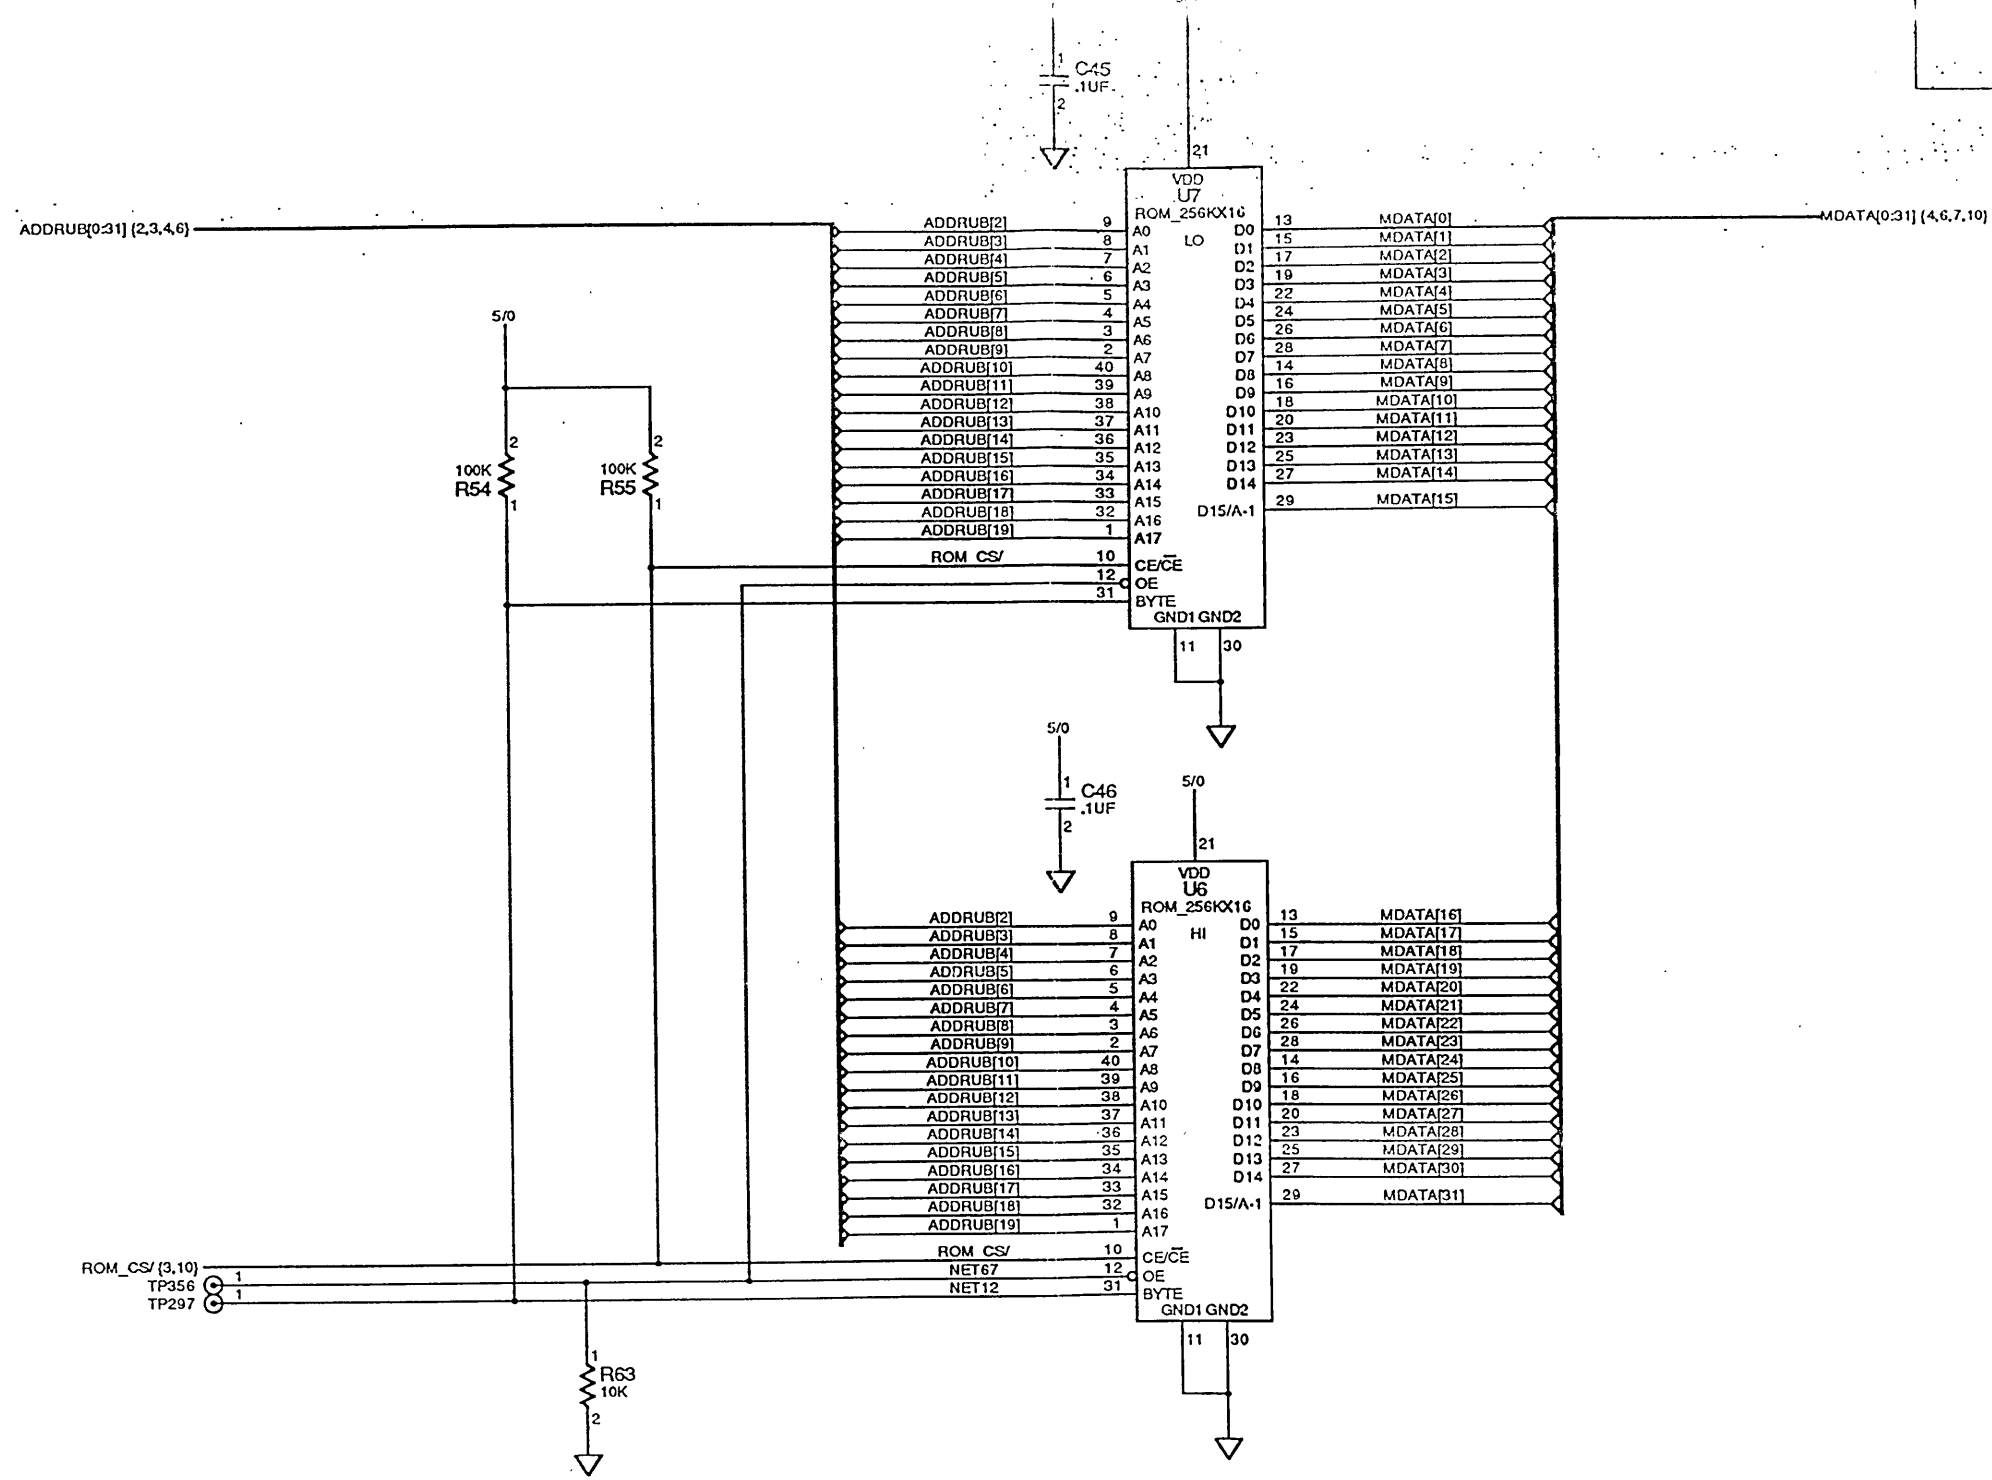 1
C45
.1UF
2
21
VDD
U7
ROM_256KX16
LO
ADDRUB[0:31] {2,3,4,6}
MDATA[0:31] {4,6,7,10}
ADDRUB[2] 9 A0 D0 13 MDATA[0]
ADDRUB[3] 8 A1 D1 15 MDATA[1]
ADDRUB[4] 7 A2 D2 17 MDATA[2]
ADDRUB[5] 6 A3 D3 19 MDATA[3]
ADDRUB[6] 5 A4 D4 22 MDATA[4]
ADDRUB[7] 4 A5 D5 24 MDATA[5]
ADDRUB[8] 3 A6 D6 26 MDATA[6]
ADDRUB[9] 2 A7 D7 28 MDATA[7]
ADDRUB[10] 40 A8 D8 14 MDATA[8]
ADDRUB[11] 39 A9 D9 16 MDATA[9]
ADDRUB[12] 38 A10 D10 18 MDATA[10]
ADDRUB[13] 37 A11 D11 20 MDATA[11]
ADDRUB[14] 36 A12 D12 23 MDATA[12]
ADDRUB[15] 35 A13 D13 25 MDATA[13]
ADDRUB[16] 34 A14 D14 27 MDATA[14]
ADDRUB[17] 33 A15 D15/A-1 29 MDATA[15]
ADDRUB[18] 32 A16
ADDRUB[19] 1 A17
ROM_CS/ 10 CE/CE
12 OE
31 BYTE
GND1 GND2
11 30
5/0
2
100K
R54
1
2
100K
R55
1
5/0
1
C46
.1UF
2
5/0
21
VDD
U6
ROM_256KX16
HI
ADDRUB[2] 9 A0 D0 13 MDATA[16]
ADDRUB[3] 8 A1 D1 15 MDATA[17]
ADDRUB[4] 7 A2 D2 17 MDATA[18]
ADDRUB[5] 6 A3 D3 19 MDATA[19]
ADDRUB[6] 5 A4 D4 22 MDATA[20]
ADDRUB[7] 4 A5 D5 24 MDATA[21]
ADDRUB[8] 3 A6 D6 26 MDATA[22]
ADDRUB[9] 2 A7 D7 28 MDATA[23]
ADDRUB[10] 40 A8 D8 14 MDATA[24]
ADDRUB[11] 39 A9 D9 16 MDATA[25]
ADDRUB[12] 38 A10 D10 18 MDATA[26]
ADDRUB[13] 37 A11 D11 20 MDATA[27]
ADDRUB[14] 36 A12 D12 23 MDATA[28]
ADDRUB[15] 35 A13 D13 25 MDATA[29]
ADDRUB[16] 34 A14 D14 27 MDATA[30]
ADDRUB[17] 33 A15 D15/A-1 29 MDATA[31]
ADDRUB[18] 32 A16
ADDRUB[19] 1 A17
ROM_CS/ {3,10} ROM_CS/ 10 CE/CE
TP356 1 NET67 12 OE
TP297 1 NET12 31 BYTE
GND1 GND2
11 30
1
R63
10K
2